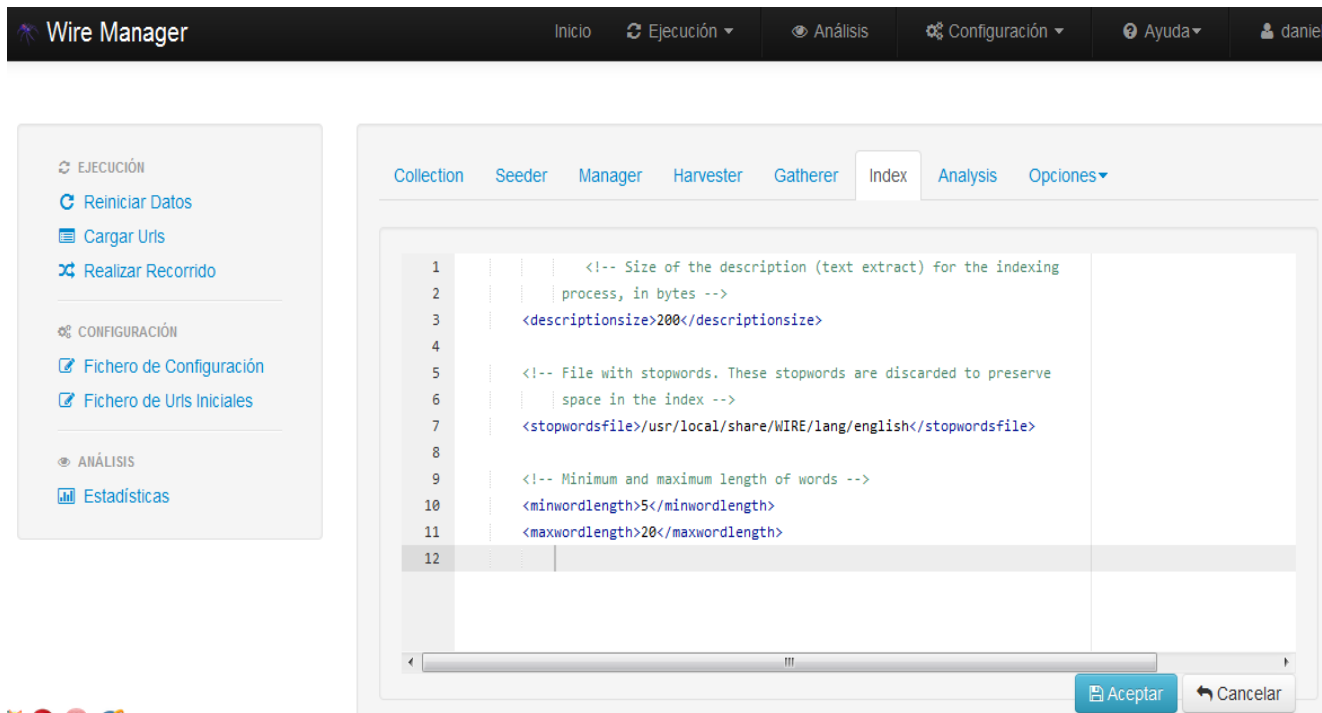 Wire Manager Inicio Ejecución Análisis Configuración Ayuda danie
EJECUCIÓN
Reiniciar Datos
Cargar Urls
Realizar Recorrido
CONFIGURACIÓN
Fichero de Configuración
Fichero de Urls Iniciales
ANÁLISIS
Estadísticas
Collection Seeder Manager Harvester Gatherer Index Analysis Opciones
1 <!-- Size of the description (text extract) for the indexing
2 process, in bytes -->
3 <descriptionsize>200</descriptionsize>
4
5 <!-- File with stopwords. These stopwords are discarded to preserve
6 space in the index -->
7 <stopwordsfile>/usr/local/share/WIRE/lang/english</stopwordsfile>
8
9 <!-- Minimum and maximum length of words -->
10 <minwordlength>5</minwordlength>
11 <maxwordlength>20</maxwordlength>
12
Aceptar Cancelar